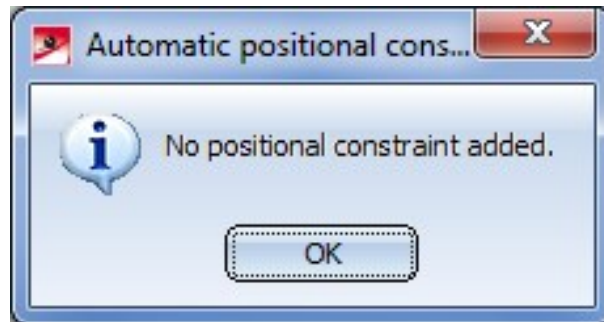 Automatic positional cons...
No positional constraint added.
OK